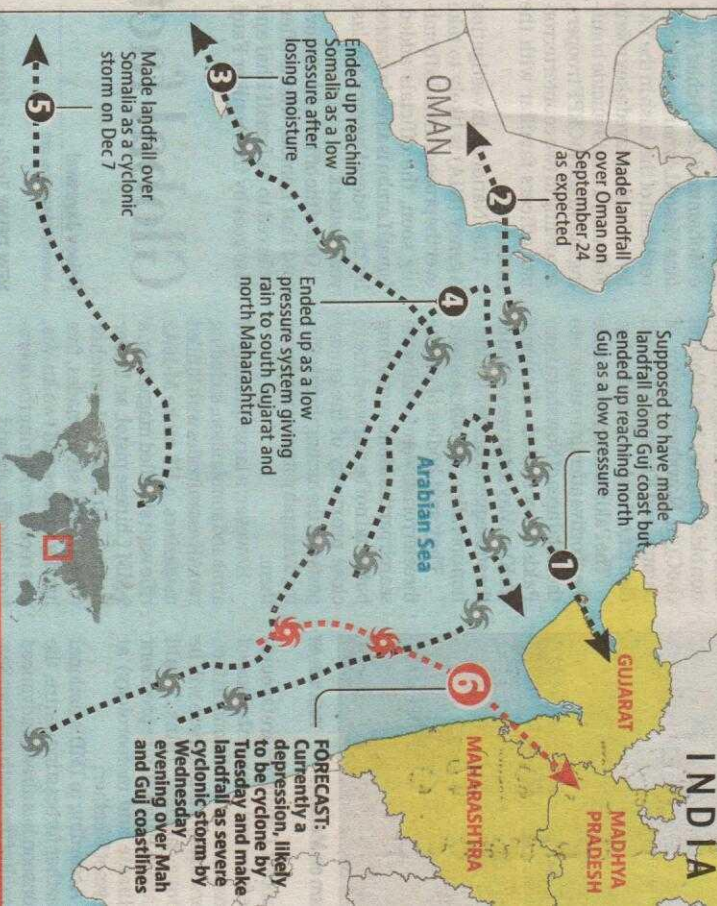 INDIA
OMAN
Made landfall
over Oman on
September 24
as expected
2
Supposed to have made
landfall along Guj coast but
ended up reaching north
Guj as a low pressure
1
GUJARAT
MADHYA
PRADESH
MAHARASHTRA
Ended up reaching
Somalia as a low
pressure after
losing moisture
3
4
Ended up as a low
pressure system giving
rain to south Gujarat and
north Maharashtra
Arabian Sea
6
FORECAST:
Currently a
depression, likely
to be cyclone by
Tuesday and make
landfall as severe
cyclonic storm by
Wednesday
evening over Mah
and Guj coastlines
Made landfall over
Somalia as a cyclonic
storm on Dec 7
5